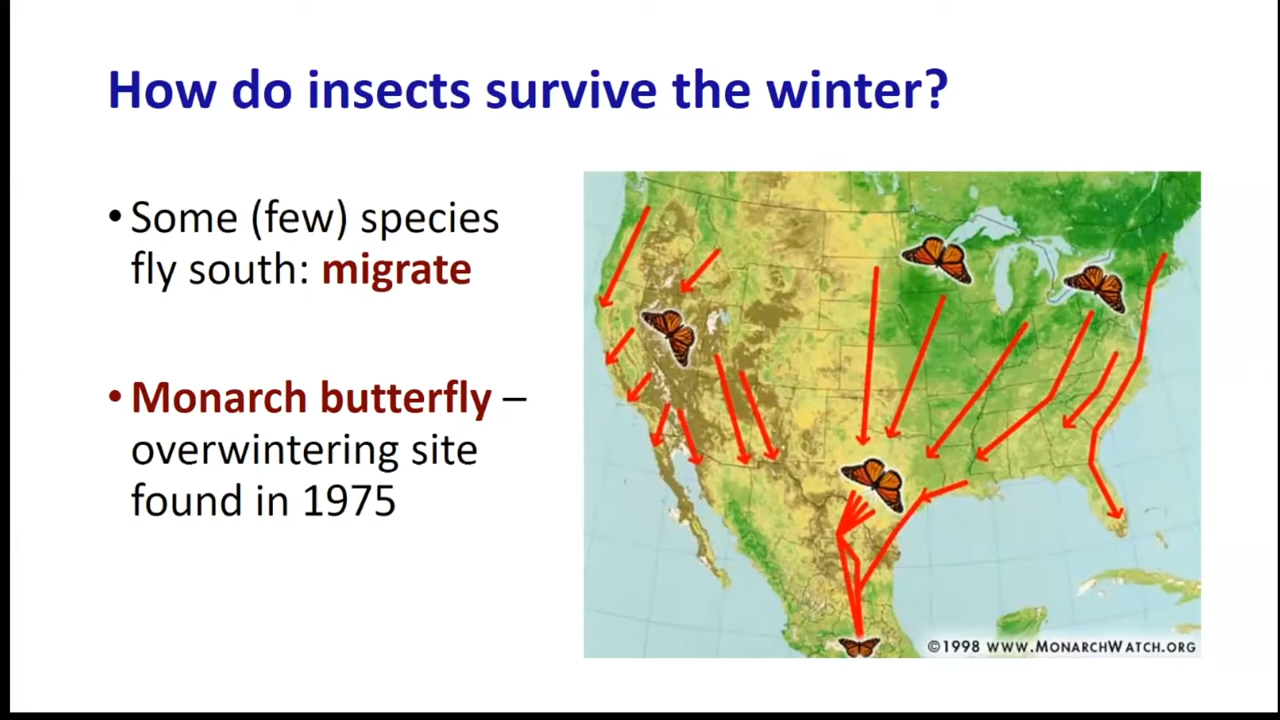 How do insects survive the winter?
• Some (few) species
fly south: migrate
• Monarch butterfly –
overwintering site
found in 1975
©1998 WWW.MONARCHWATCH.ORG